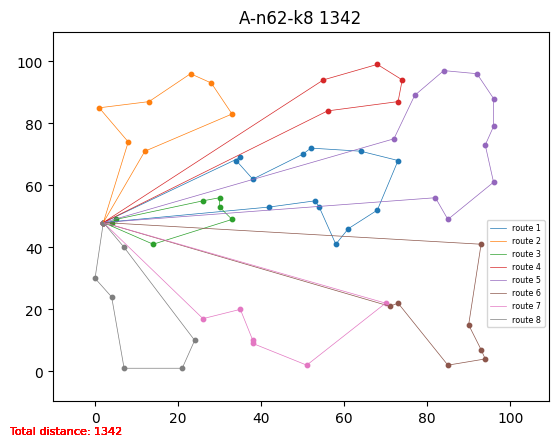 A-n62-k8 1342
100
80
60
40
20
0
0 20 40 60 80 100
route 1
route 2
route 3
route 4
route 5
route 6
route 7
route 8
Total distance: 1342